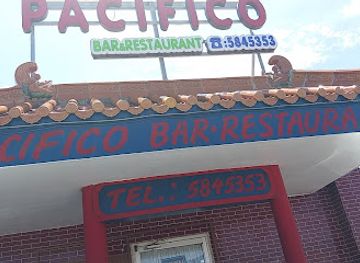 PACIFICO
BAR&RESTAURANT ☎:5845353
CIFICO BAR·RESTAURA
TEL.: 5845353